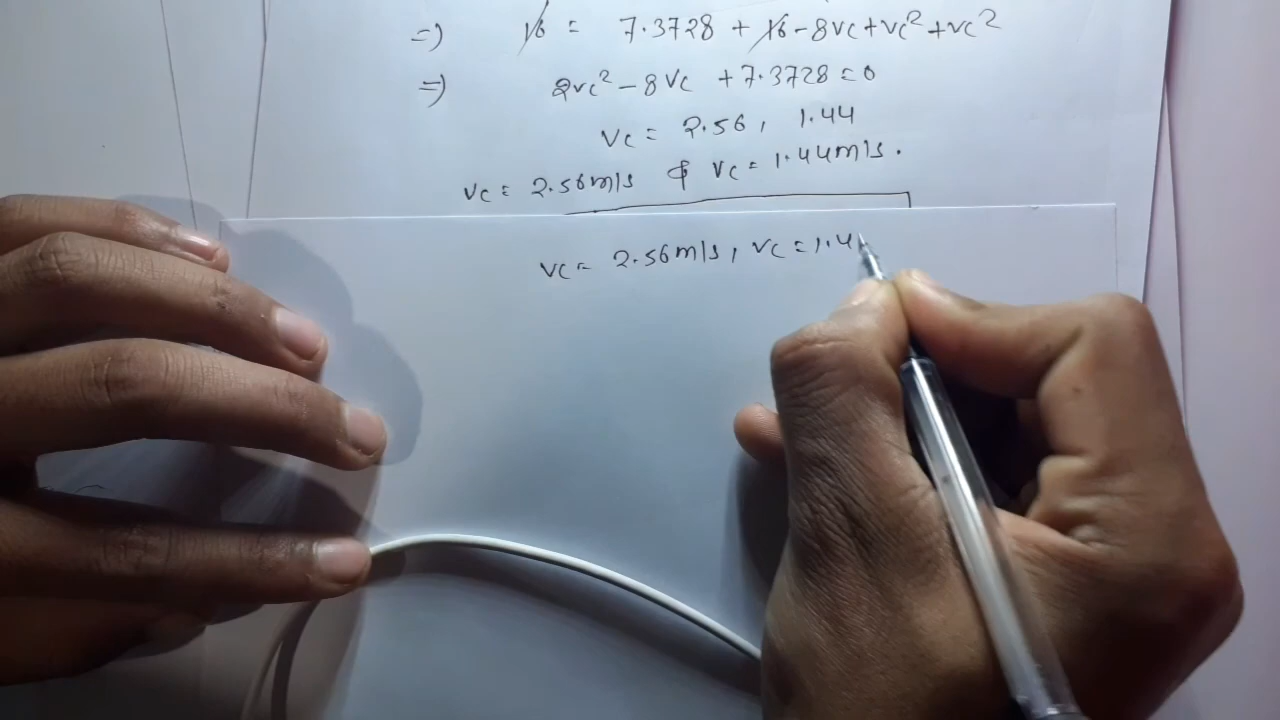 =) 16 = 7.3728 + 16 - 8vc + vc² + vc²
=) 2vc² - 8vc + 7.3728 = 0
vc = 2.56, 1.44
vc = 2.56m/s & vc = 1.44m/s.
vc = 2.56m/s, vc = 1.4